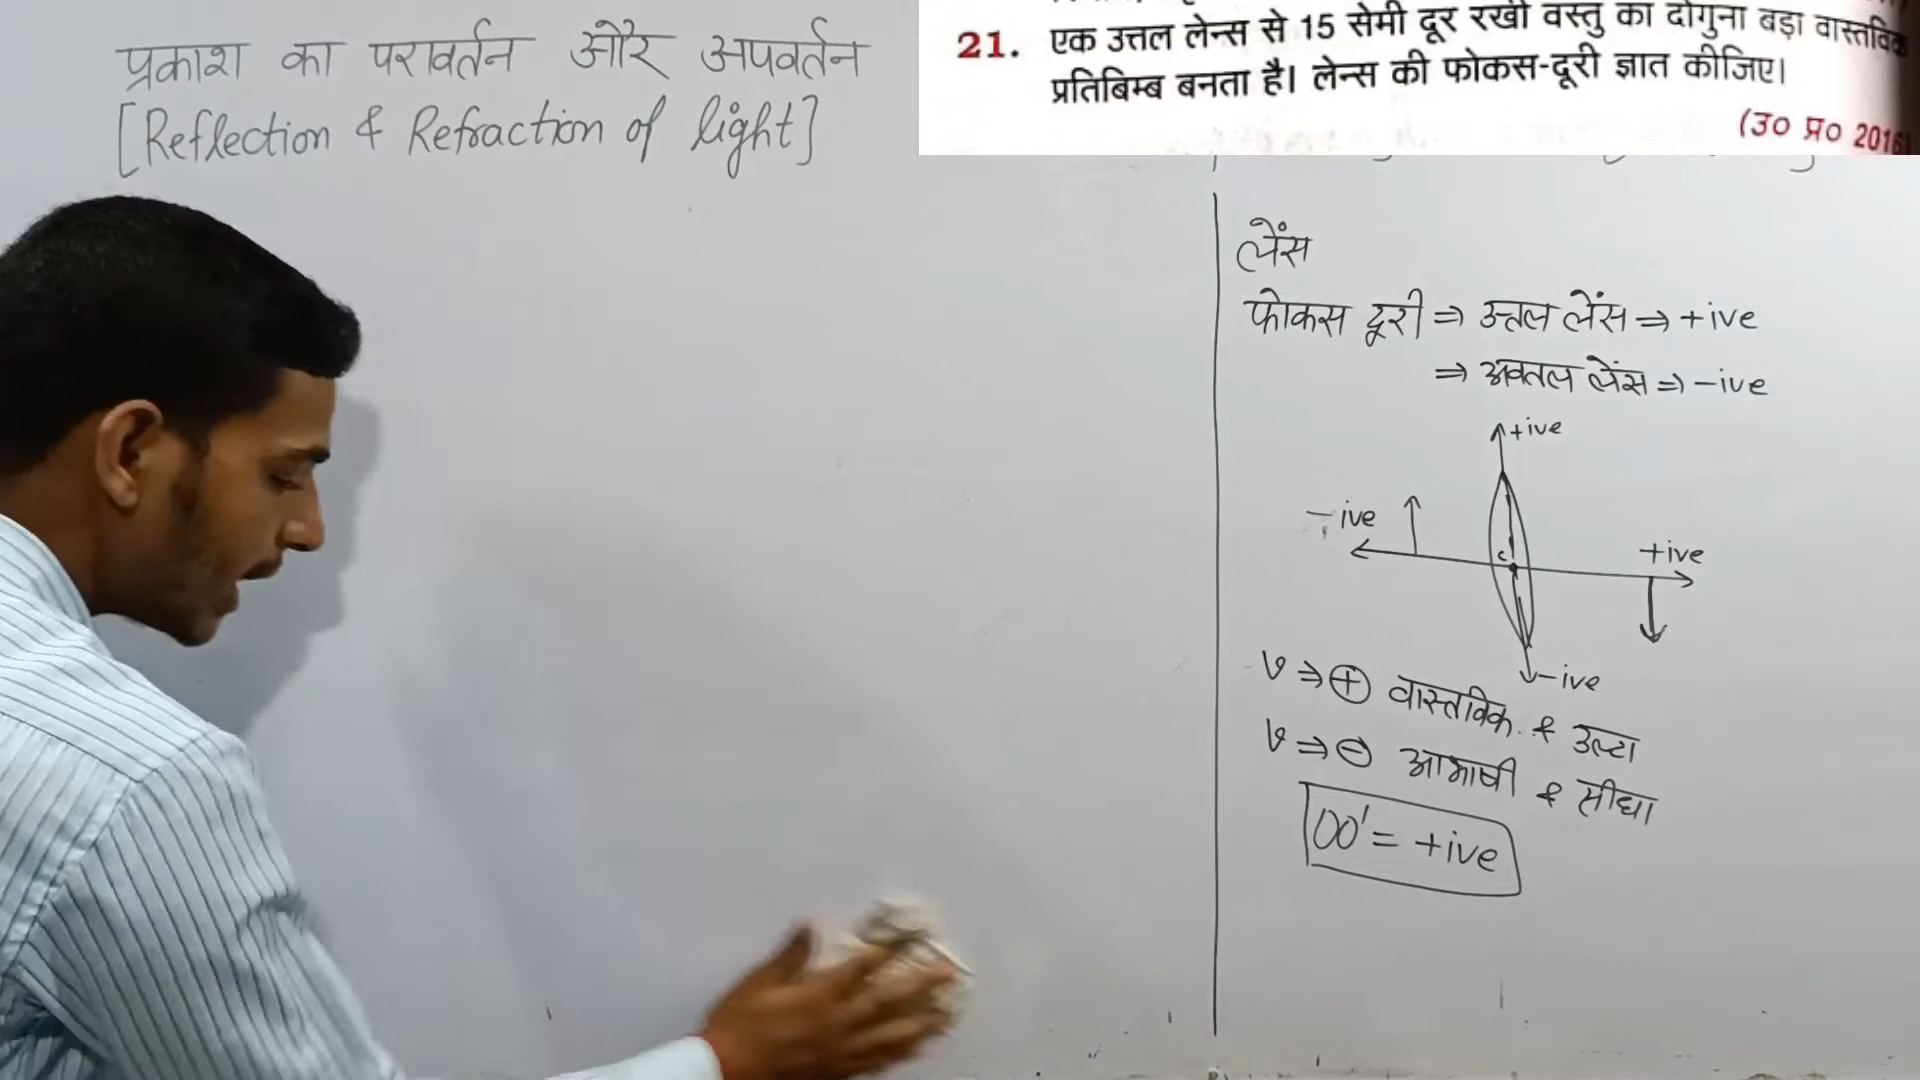 प्रकाश का परावर्तन और अपवर्तन
[Reflection & Refraction of light]
21. एक उत्तल लेन्स से 15 सेमी दूर रखी वस्तु का दोगुना बड़ा वास्तविक
प्रतिबिम्ब बनता है। लेन्स की फोकस-दूरी ज्ञात कीजिए।
(उ० प्र० 2016)
लेंस
फोकस दूरी ⇒ उत्तल लेंस ⇒ +ive
⇒ अवतल लेंस ⇒ -ive
+ive
-ive
c
+ive
-ive
v ⇒ ⊕ वास्तविक & उल्टा
v ⇒ ⊖ आभाषी & सीधा
OO' = +ive